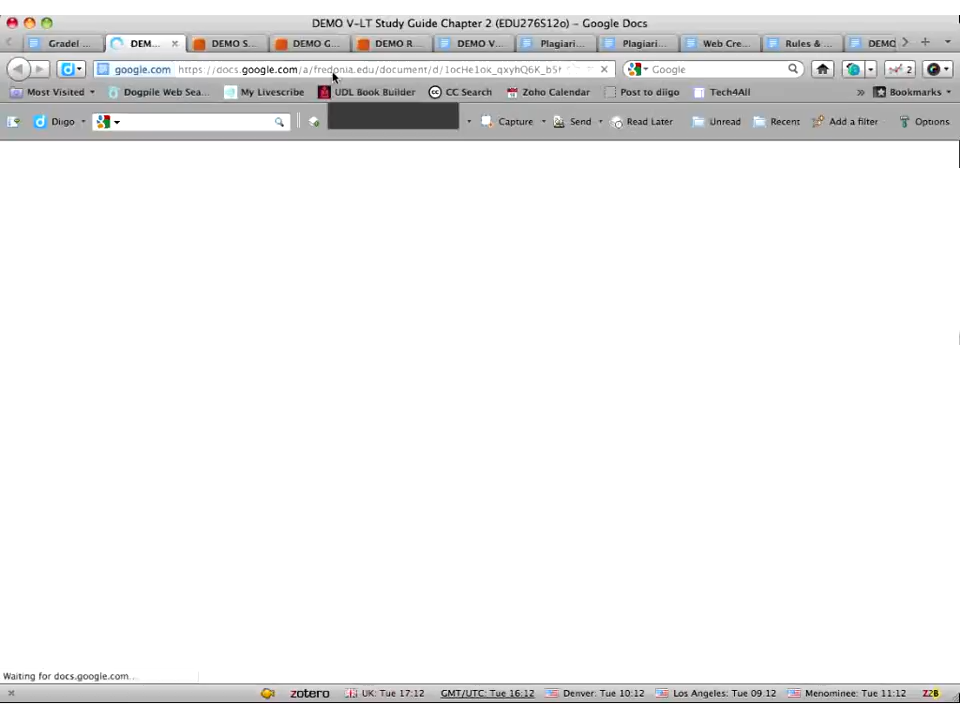 DEMO V-LT Study Guide Chapter 2 (EDU276S12o) – Google Docs
Gradel ... DEM... DEMO S... DEMO G... DEMO R... DEMO V... Plagiari... Plagiari... Web Cre... Rules & ... DEMO
google.com https://docs.google.com/a/fredonia.edu/document/d/ Google 2
Most Visited Dogpile Web Sea... My Livescribe UDL Book Builder CC Search Zoho Calendar Post to diigo Tech4All » Bookmarks
Diigo Capture Send Read Later Unread Recent Add a filter Options
Waiting for docs.google.com...
zotero UK: Tue 17:12 GMT/UTC: Tue 16:12 Denver: Tue 10:12 Los Angeles: Tue 09:12 Menominee: Tue 11:12